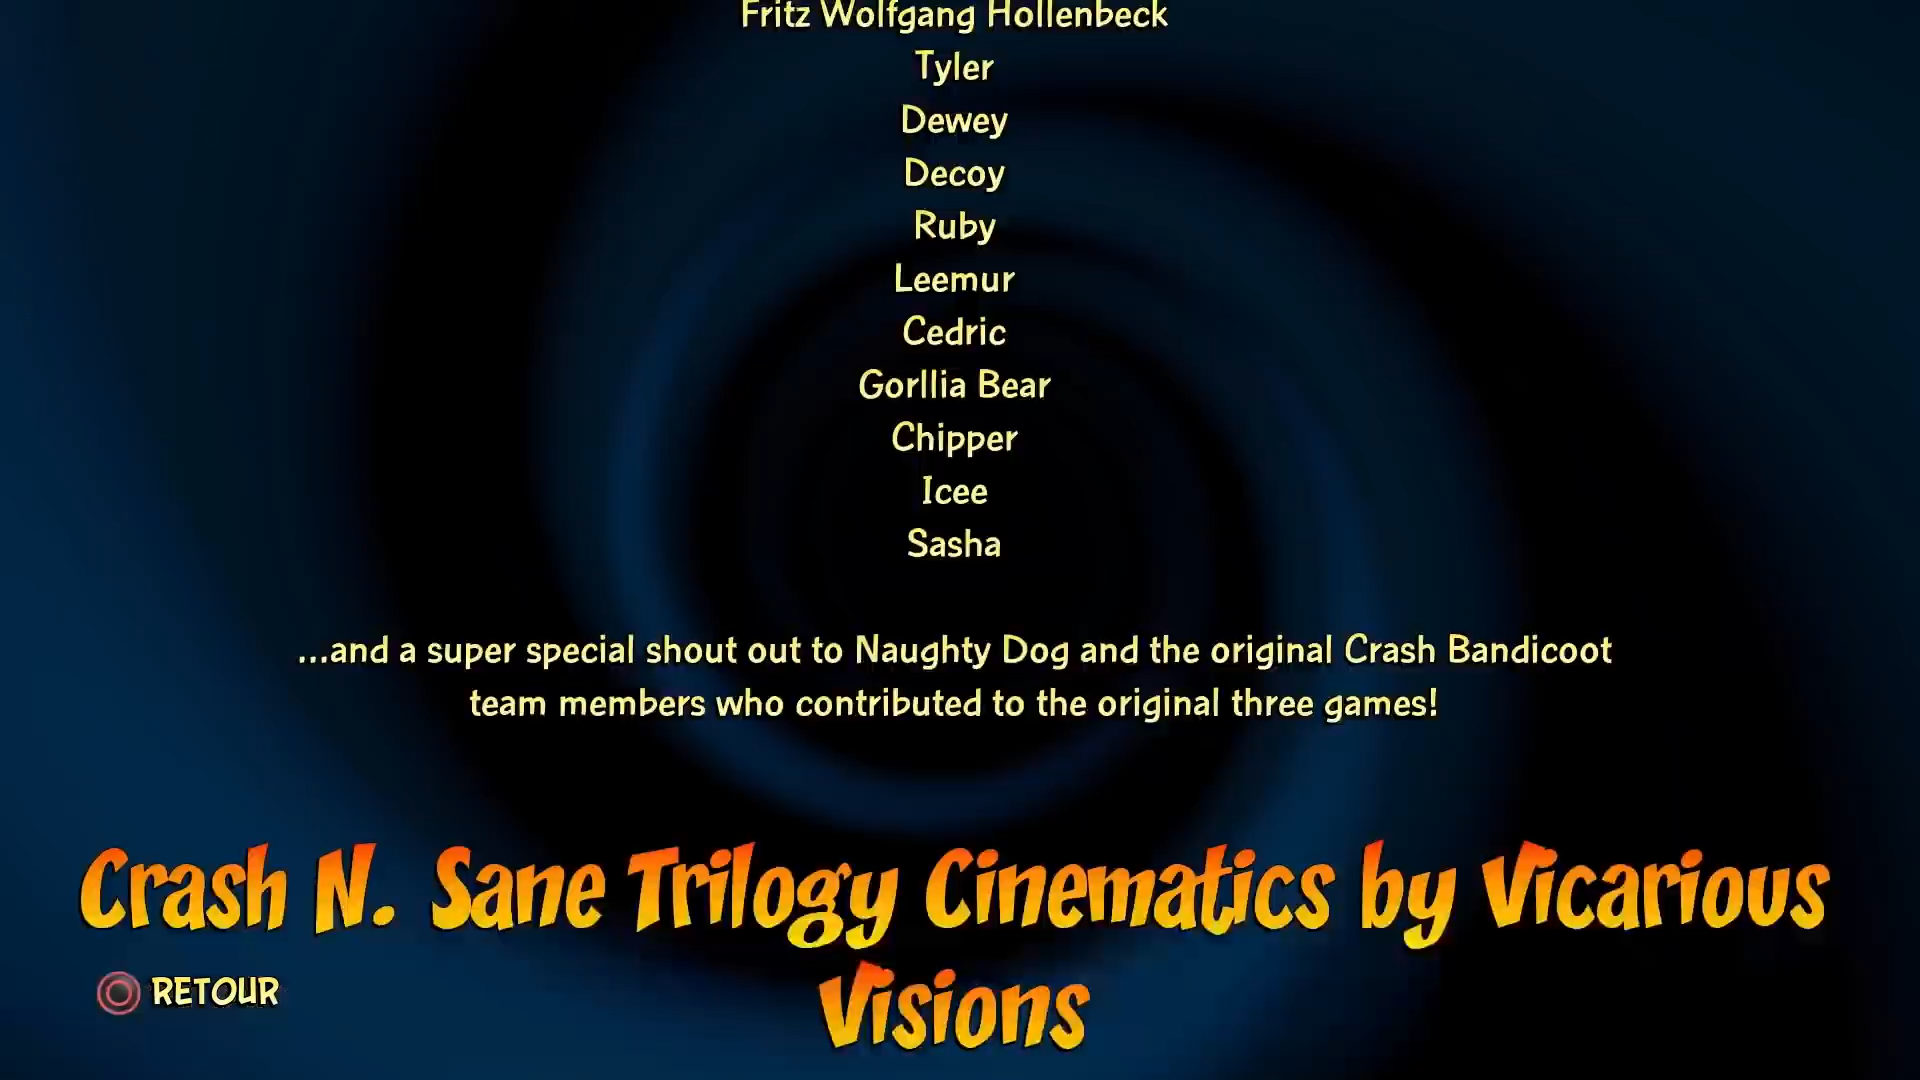 Fritz Wolfgang Hollenbeck
Tyler
Dewey
Decoy
Ruby
Leemur
Cedric
Gorllia Bear
Chipper
Icee
Sasha
...and a super special shout out to Naughty Dog and the original Crash Bandicoot
team members who contributed to the original three games!
Crash N. Sane Trilogy Cinematics by Vicarious
Visions
RETOUR